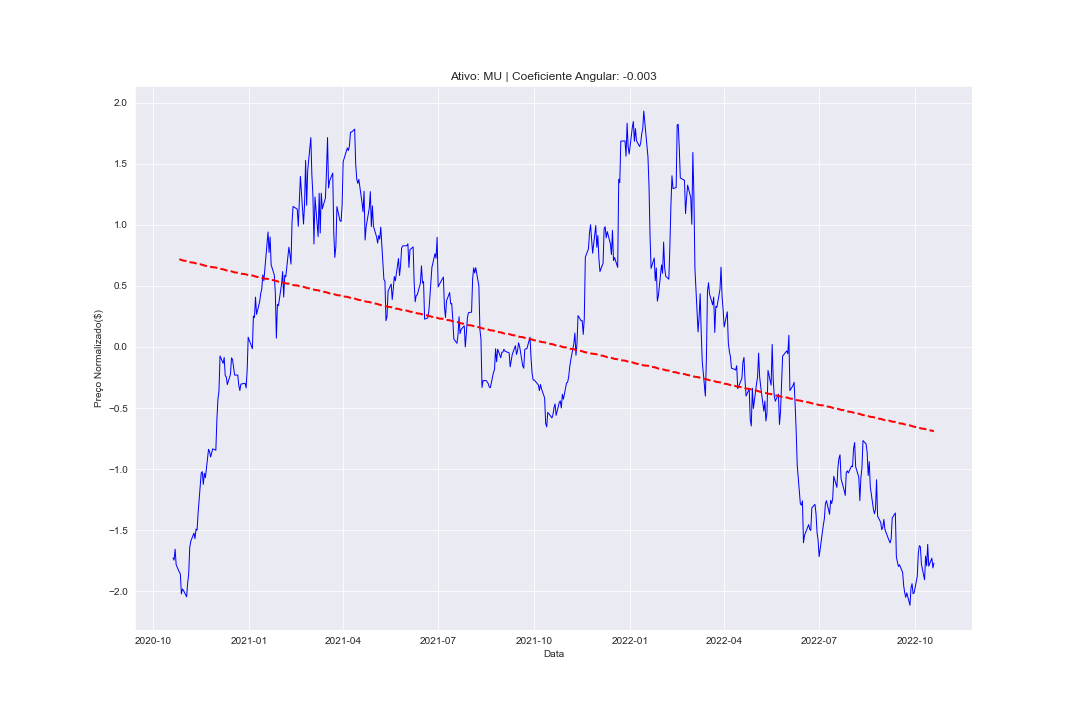 Ativo: MU | Coeficiente Angular: -0.003
Preço Normalizado($)
2.0
1.5
1.0
0.5
0.0
−0.5
−1.0
−1.5
−2.0
2020-10 2021-01 2021-04 2021-07 2021-10 2022-01 2022-04 2022-07 2022-10
Data